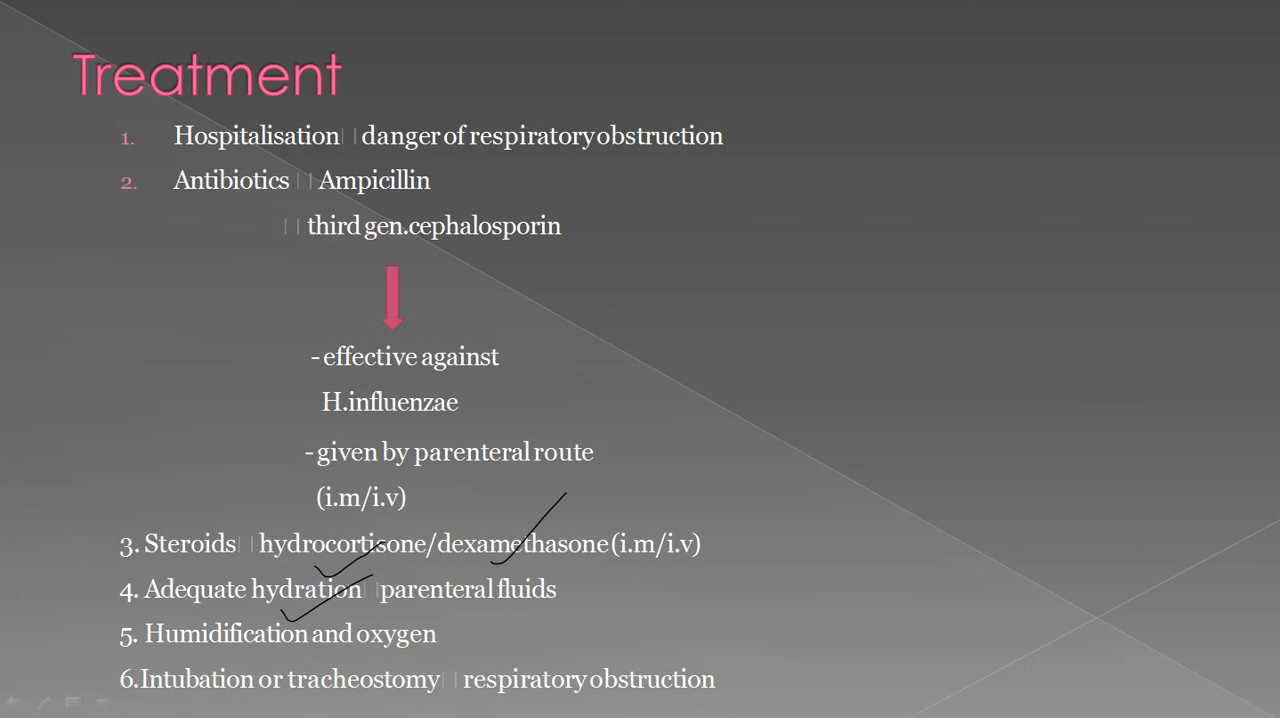 Treatment
1. Hospitalisation danger of respiratory obstruction
2. Antibiotics Ampicillin
third gen.cephalosporin
- effective against
H.influenzae
- given by parenteral route
(i.m/i.v)
3. Steroids hydrocortisone/dexamethasone (i.m/i.v)
4. Adequate hydration parenteral fluids
5. Humidification and oxygen
6.Intubation or tracheostomy respiratory obstruction